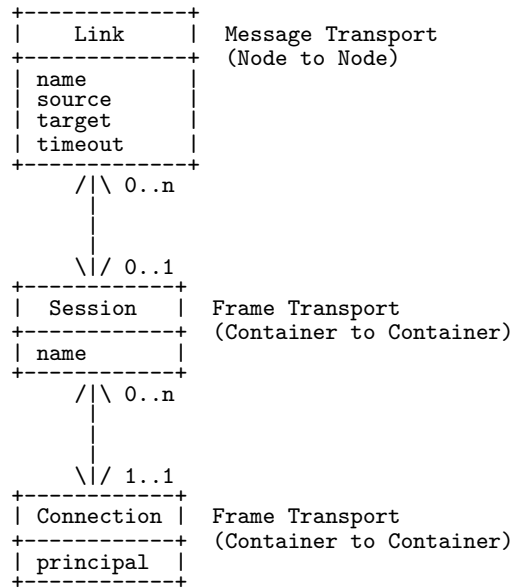 Link Message Transport
(Node to Node)
name
source
target
timeout
0..n
0..1
Session Frame Transport
(Container to Container)
name
0..n
1..1
Connection Frame Transport
(Container to Container)
principal